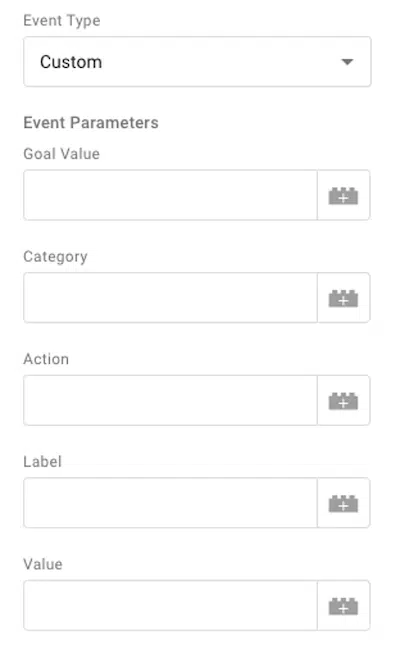 Event Type
Custom
Event Parameters
Goal Value
Category
Action
Label
Value